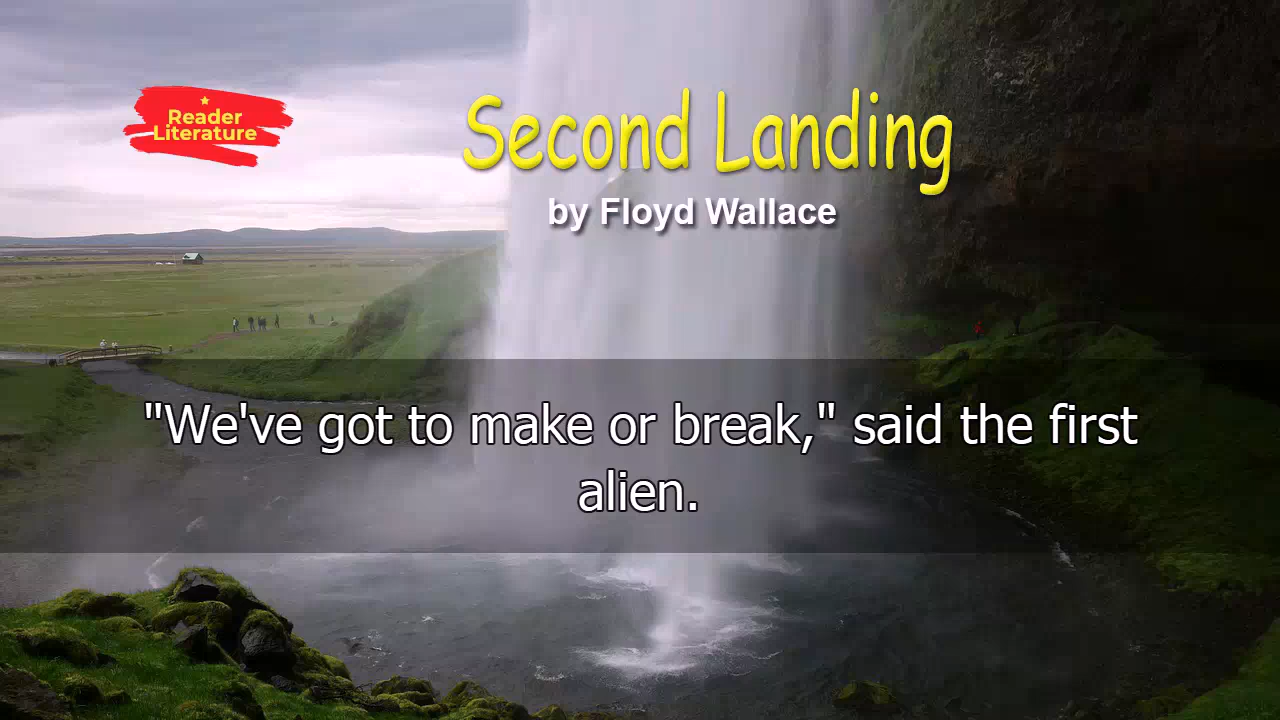 Reader
Literature
Second Landing
by Floyd Wallace
"We've got to make or break," said the first
alien.